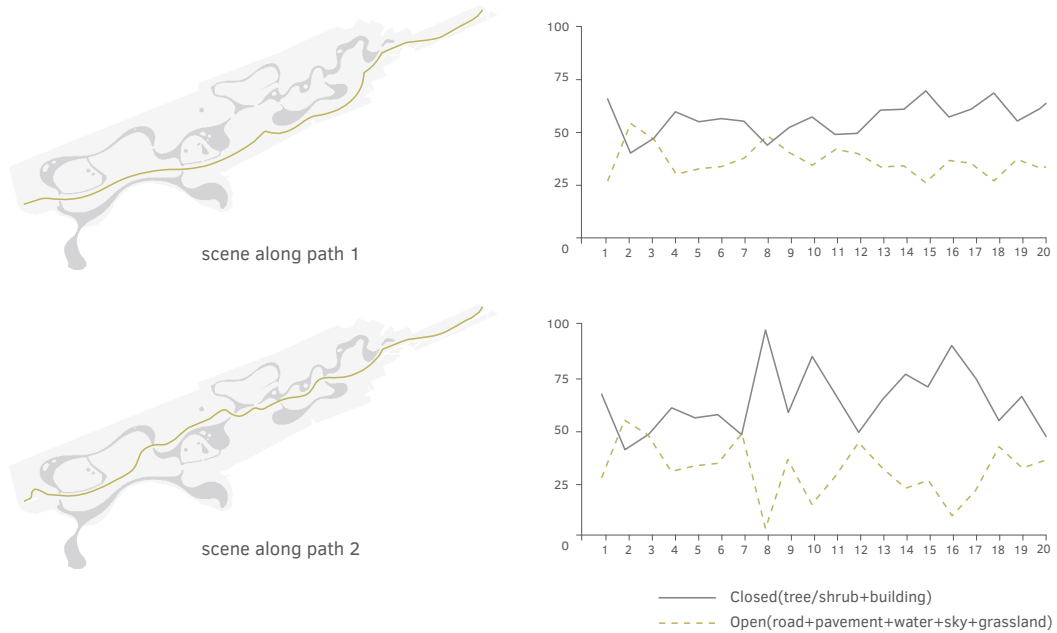 scene along path 1
100
75
50
25
0
1 2 3 4 5 6 7 8 9 10 11 12 13 14 15 16 17 18 19 20
scene along path 2
100
75
50
25
0
1 2 3 4 5 6 7 8 9 10 11 12 13 14 15 16 17 18 19 20
Closed(tree/shrub+building)
Open(road+pavement+water+sky+grassland)